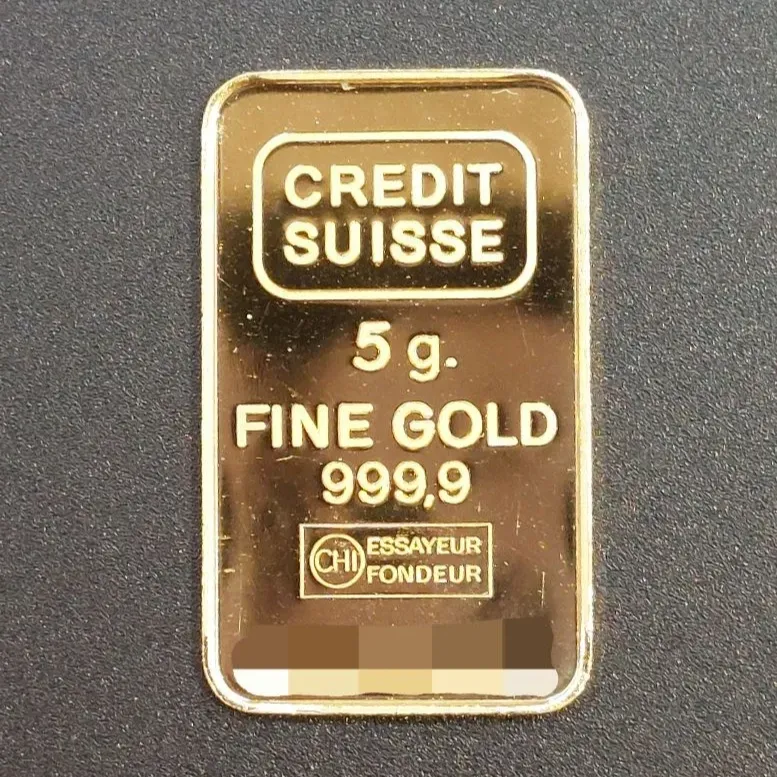 CREDIT
SUISSE
5 g.
FINE GOLD
999,9
CHI ESSAYEUR
FONDEUR